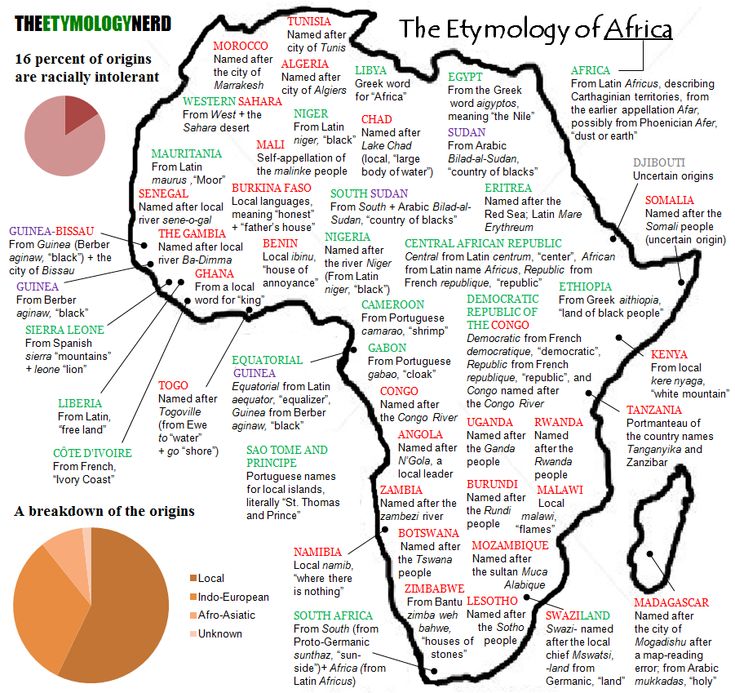 THEETYMOLOGYNERD
The Etymology of Africa
16 percent of origins
are racially intolerant
TUNISIA
Named after
city of Tunis
MOROCCO
Named after
the city of
Marrakesh
ALGERIA
Named after
city of Algiers
LIBYA
Greek word
for “Africa”
EGYPT
From the Greek
word aigyptos,
meaning “the Nile”
AFRICA
From Latin Africus, describing
Carthaginian territories, from
the earlier appellation Afar,
possibly from Phoenician Afer,
“dust or earth”
WESTERN SAHARA
From West + the
Sahara desert
NIGER
From Latin
niger, “black”
CHAD
Named after
Lake Chad
(local, “large
body of water”)
SUDAN
From Arabic
Bilad-al-Sudan,
“country of blacks”
MALI
Self-appellation of
the malinke people
DJIBOUTI
Uncertain origins
MAURITANIA
From Latin
maurus ,“Moor”
SENEGAL
Named after local
river sene-o-gal
BURKINA FASO
Local languages,
meaning “honest”
+ “father’s house”
SOUTH SUDAN
From South + Arabic Bilad-al-
Sudan, “country of blacks”
ERITREA
Named after the
Red Sea; Latin Mare
Erythreum
SOMALIA
Named after the
Somali people
(uncertain origin)
GUINEA-BISSAU
From Guinea (Berber
aginaw, “black”) + the
city of Bissau
THE GAMBIA
Named after local
river Ba-Dimma
BENIN
Local ibinu,
“house of
annoyance”
NIGERIA
Named after
the river Niger
(From Latin
niger, “black”)
CENTRAL AFRICAN REPUBLIC
Central from Latin centrum, “center”, African
from Latin name Africus, Republic from
French republique, “republic”
GUINEA
From Berber
aginaw, “black”
GHANA
From a local
word for “king”
CAMEROON
From Portuguese
camarao, “shrimp”
DEMOCRATIC
REPUBLIC OF
THE CONGO
Democratic from French
democratique, “democratic”,
Republic from French
republique, “republic”, and
Congo named after
the Congo River
ETHIOPIA
From Greek aithiopia,
“land of black people”
SIERRA LEONE
From Spanish
sierra “mountains”
+ leone “lion”
EQUATORIAL
GUINEA
Equatorial from Latin
aequator, “equalizer”,
Guinea from Berber
aginaw, “black”
GABON
From Portuguese
gabao, “cloak”
KENYA
From local
kere nyaga,
“white mountain”
LIBERIA
From Latin,
“free land”
TOGO
Named after
Togoville
(from Ewe
to “water”
+ go “shore”)
CONGO
Named after
the Congo River
TANZANIA
Portmanteau of
the country names
Tanganyika and
Zanzibar
CÔTE D’IVOIRE
From French,
“Ivory Coast”
SAO TOME AND
PRINCIPE
Portuguese names
for local islands,
literally “St. Thomas
and Prince”
ANGOLA
Named after
N’Gola, a
local leader
UGANDA
Named after
the Ganda
people
RWANDA
Named after
the Rwanda
people
ZAMBIA
Named after the
zambezi river
BURUNDI
Named after
the Rundi
people
MALAWI
Local
malawi,
“flames”
A breakdown of the origins
Local
Indo-European
Afro-Asiatic
Unknown
NAMIBIA
Local namib,
“where there
is nothing”
BOTSWANA
Named after
the Tswana
people
MOZAMBIQUE
Named after
the sultan Muca
Alabique
ZIMBABWE
From Bantu
zimba weh
bahwe,
“houses of
stones”
LESOTHO
Named after
the Sotho
people
SOUTH AFRICA
From South (from
Proto-Germanic
sunthaz, “sun-
side”)+ Africa (from
Latin Africus)
SWAZILAND
Swazi- named
after the local
chief Mswatsi,
-land from
Germanic, “land”
MADAGASCAR
Named after
the city of
Mogadishu after
a map-reading
error; from Arabic
mukkadas, “holy”